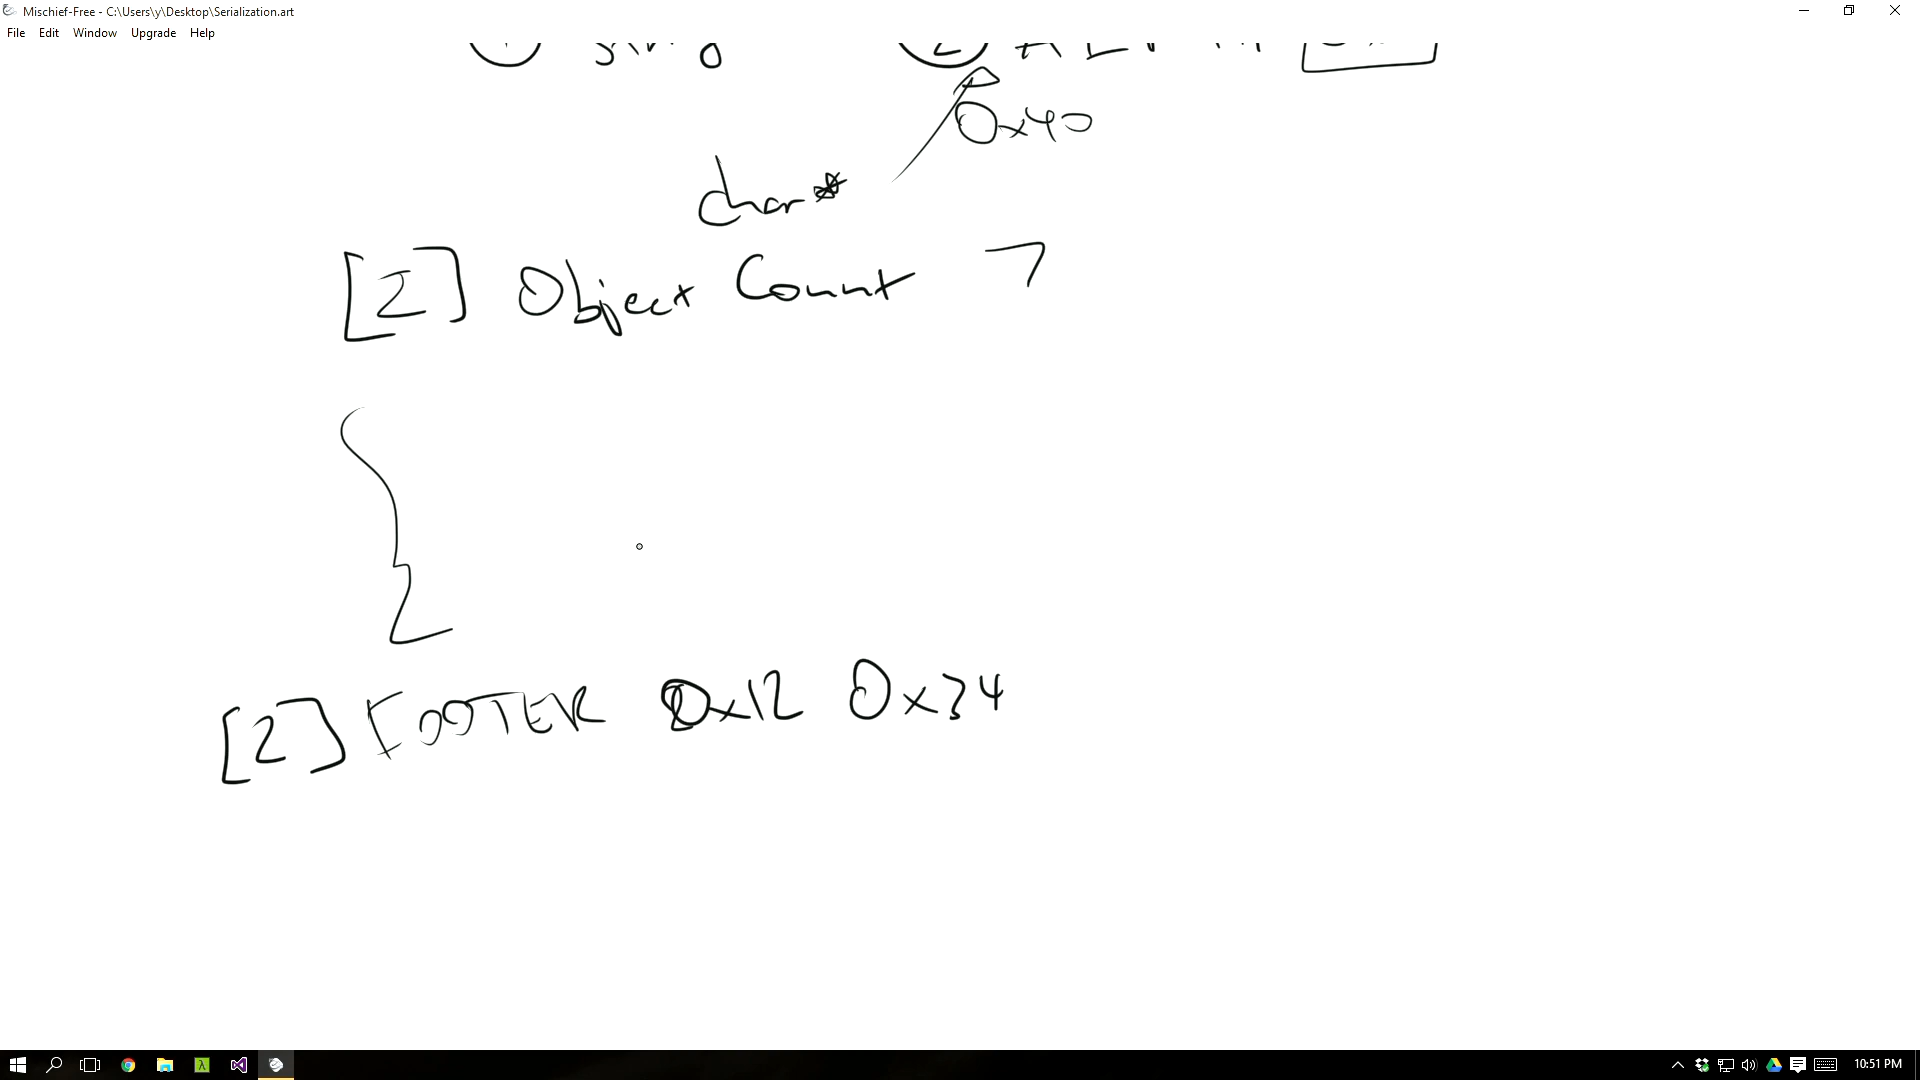 Mischief-Free - C:\Users\y\Desktop\Serialization.art
File Edit Window Upgrade Help
0x40
char*
[2] Object Count 7
[2] FOOTER 0x12 0x34
10:51 PM